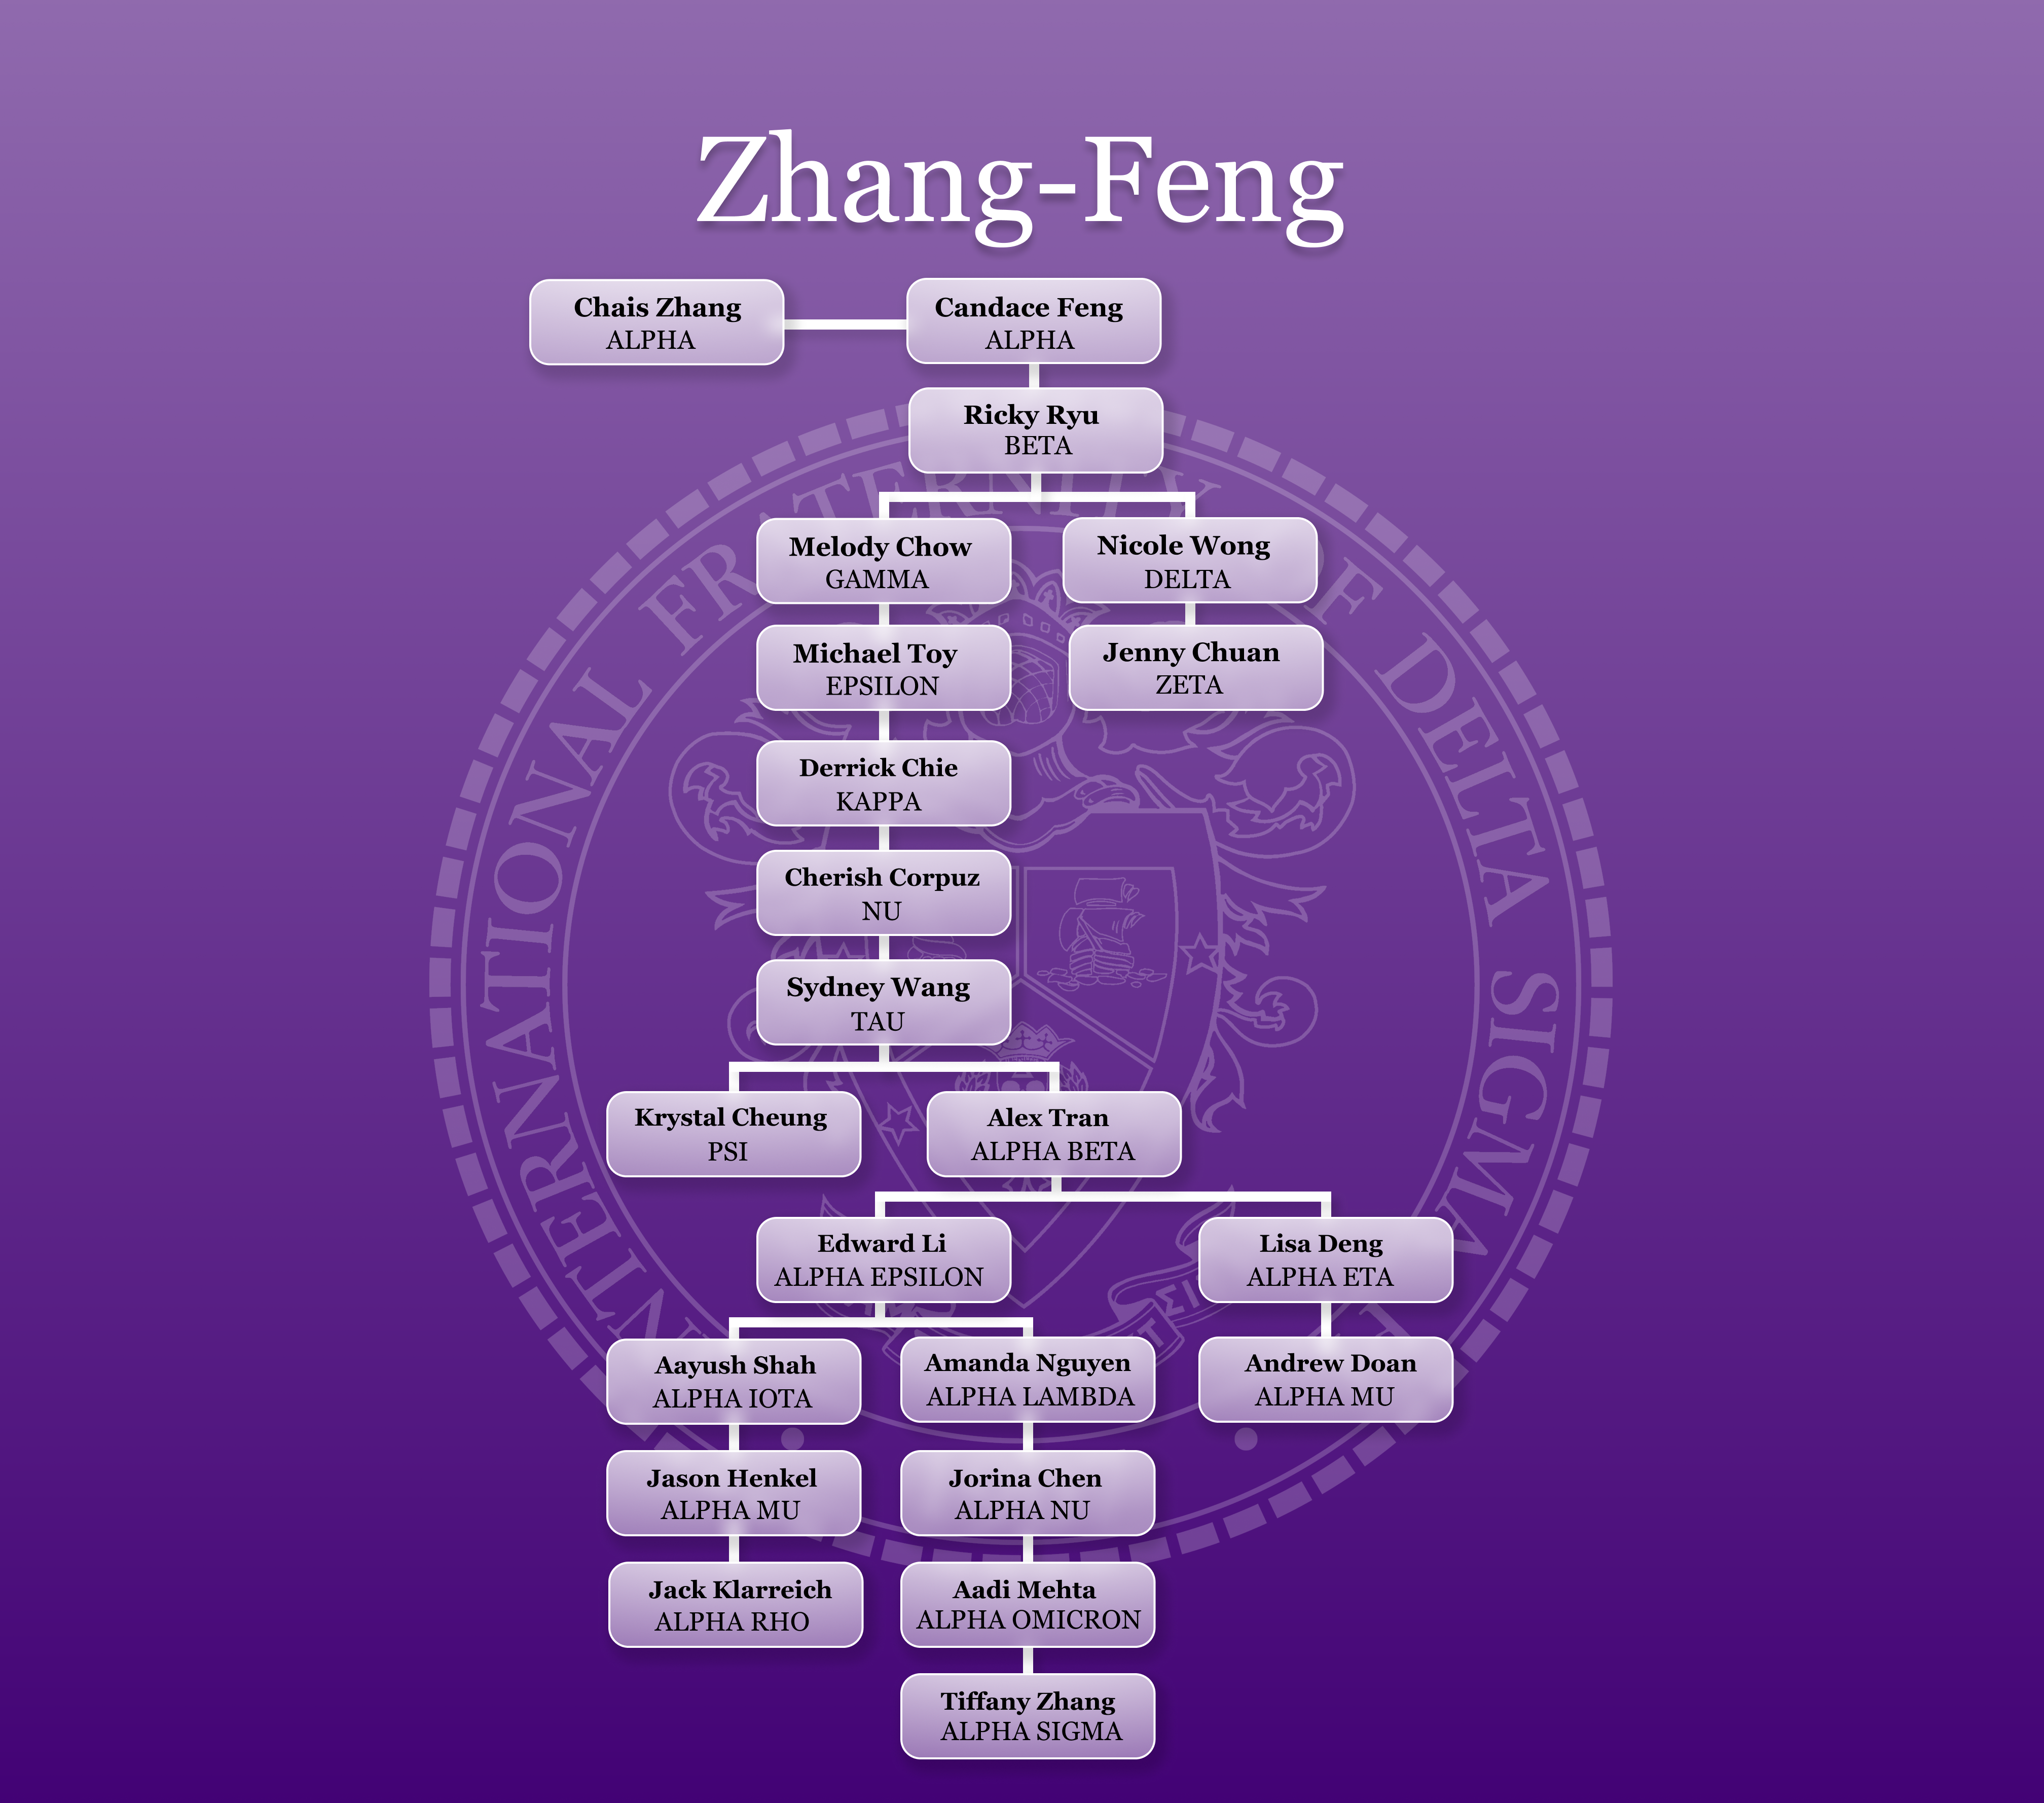 Zhang-Feng
Chais Zhang
ALPHA
Candace Feng
ALPHA
Ricky Ryu
BETA
Melody Chow
GAMMA
Nicole Wong
DELTA
Michael Toy
EPSILON
Jenny Chuan
ZETA
Derrick Chie
KAPPA
Cherish Corpuz
NU
Sydney Wang
TAU
Krystal Cheung
PSI
Alex Tran
ALPHA BETA
Edward Li
ALPHA EPSILON
Lisa Deng
ALPHA ETA
Aayush Shah
ALPHA IOTA
Amanda Nguyen
ALPHA LAMBDA
Andrew Doan
ALPHA MU
Jason Henkel
ALPHA MU
Jorina Chen
ALPHA NU
Jack Klarreich
ALPHA RHO
Aadi Mehta
ALPHA OMICRON
Tiffany Zhang
ALPHA SIGMA
INTERNATIONAL FRATERNITY OF DELTA SIGMA